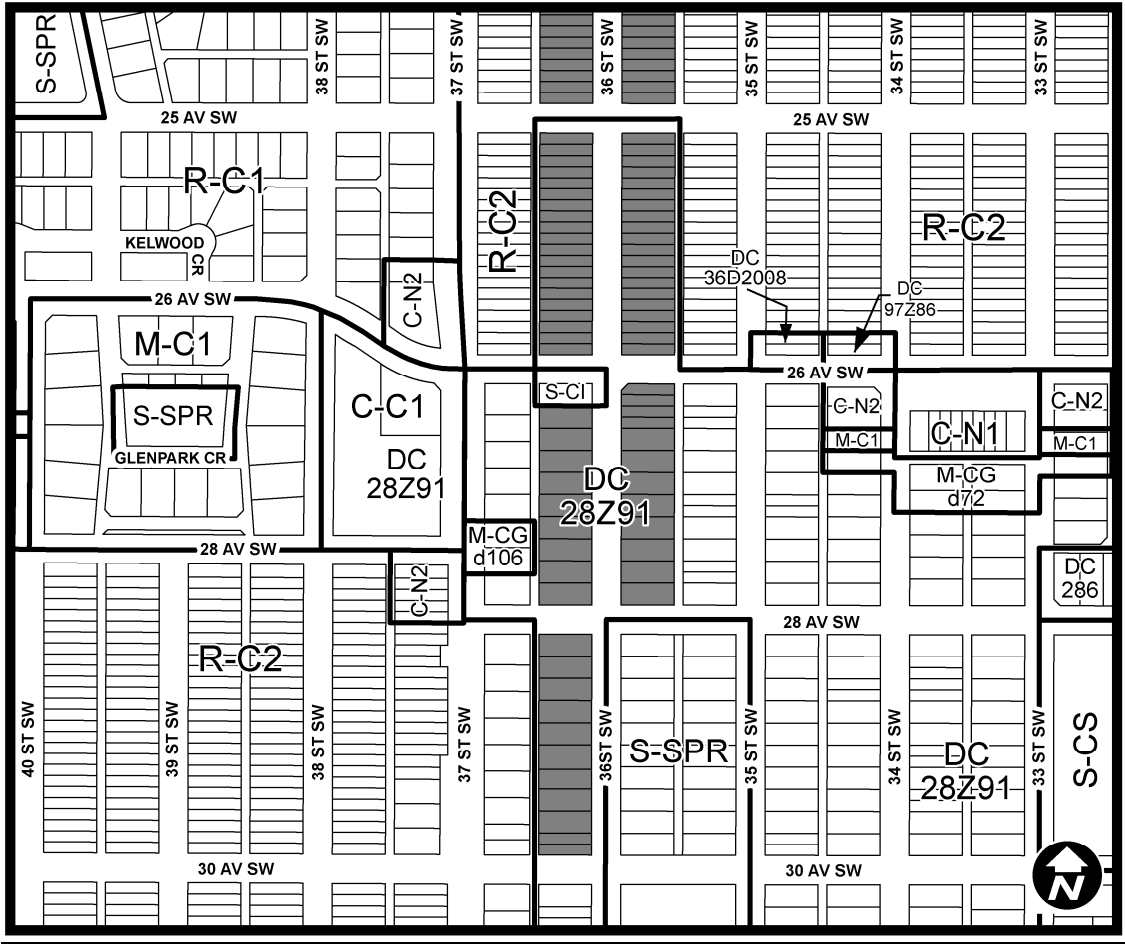 S-SPR
38 ST SW
37 ST SW
36 ST SW
35 ST SW
34 ST SW
33 ST SW
25 AV SW
25 AV SW
R-C1
R-C2
R-C2
KELWOOD
CR
DC
36D2008
DC
97Z86
C-N2
26 AV SW
26 AV SW
M-C1
S-SPR
GLENPARK CR
C-C1
DC
28Z91
S-CI
DC
28Z91
C-N2
M-C1
C-N1
C-N2
M-C1
M-CG
d72
M-CG
d106
28 AV SW
C-N2
DC
286
28 AV SW
R-C2
40 ST SW
39 ST SW
38 ST SW
37 ST SW
36ST SW
S-SPR
35 ST SW
34 ST SW
DC
28Z91
33 ST SW
S-CS
30 AV SW
30 AV SW
N